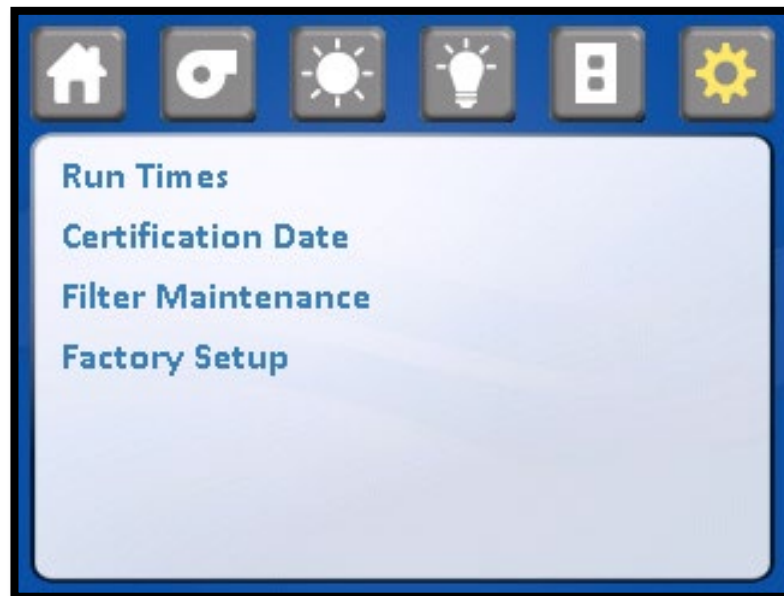 Run Times
Certification Date
Filter Maintenance
Factory Setup